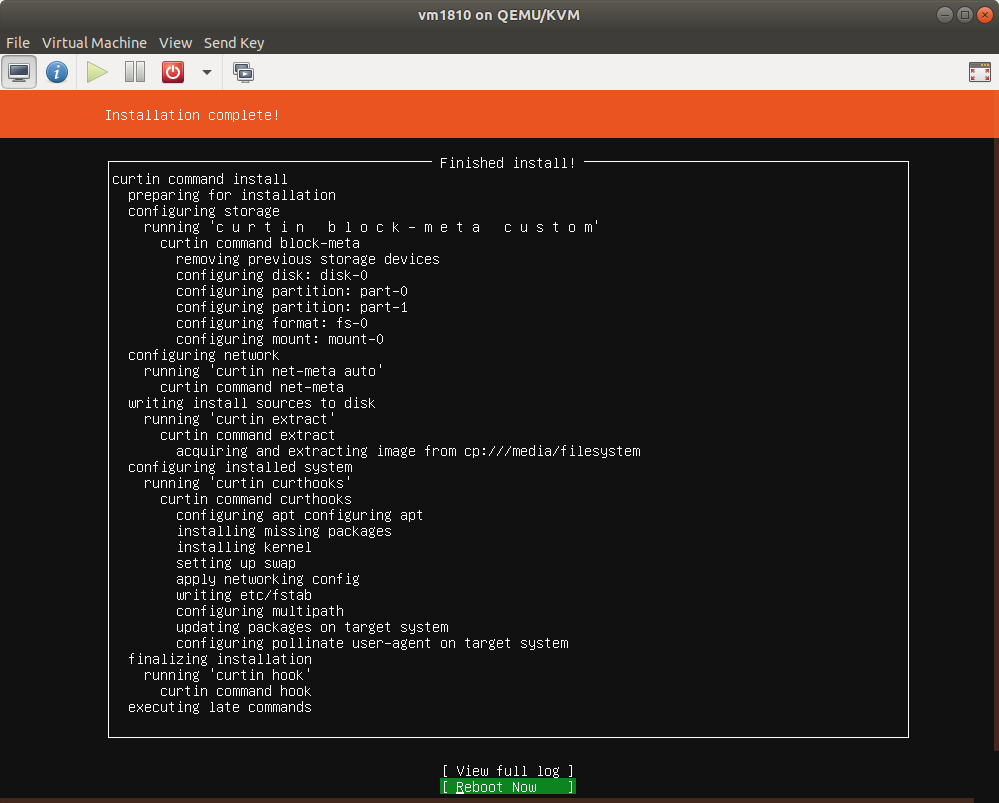 vm1810 on QEMU/KVM
File Virtual Machine View Send Key
Installation complete!
Finished install!
curtin command install
preparing for installation
configuring storage
running 'c u r t i n   b l o c k - m e t a   c u s t o m'
curtin command block-meta
removing previous storage devices
configuring disk: disk-0
configuring partition: part-0
configuring partition: part-1
configuring format: fs-0
configuring mount: mount-0
configuring network
running 'curtin net-meta auto'
curtin command net-meta
writing install sources to disk
running 'curtin extract'
curtin command extract
acquiring and extracting image from cp:///media/filesystem
configuring installed system
running 'curtin curthooks'
curtin command curthooks
configuring apt configuring apt
installing missing packages
installing kernel
setting up swap
apply networking config
writing etc/fstab
configuring multipath
updating packages on target system
configuring pollinate user-agent on target system
finalizing installation
running 'curtin hook'
curtin command hook
executing late commands
[ View full log ]
[ Reboot Now ]